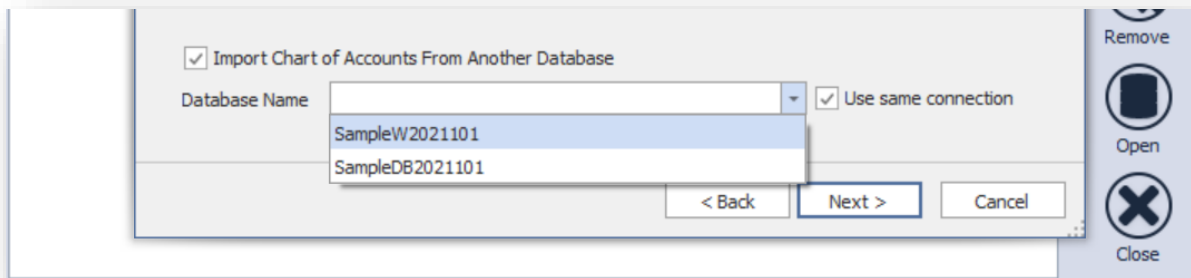 Remove
Import Chart of Accounts From Another Database
Database Name
Use same connection
SampleW2021101
SampleDB2021101
Open
< Back
Next >
Cancel
Close